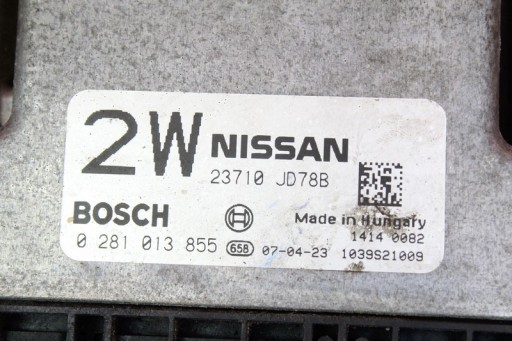 2W NISSAN
23710 JD78B
BOSCH
Made in Hungary
1414 0082
0 281 013 855 658 07-04-23 1039S21009